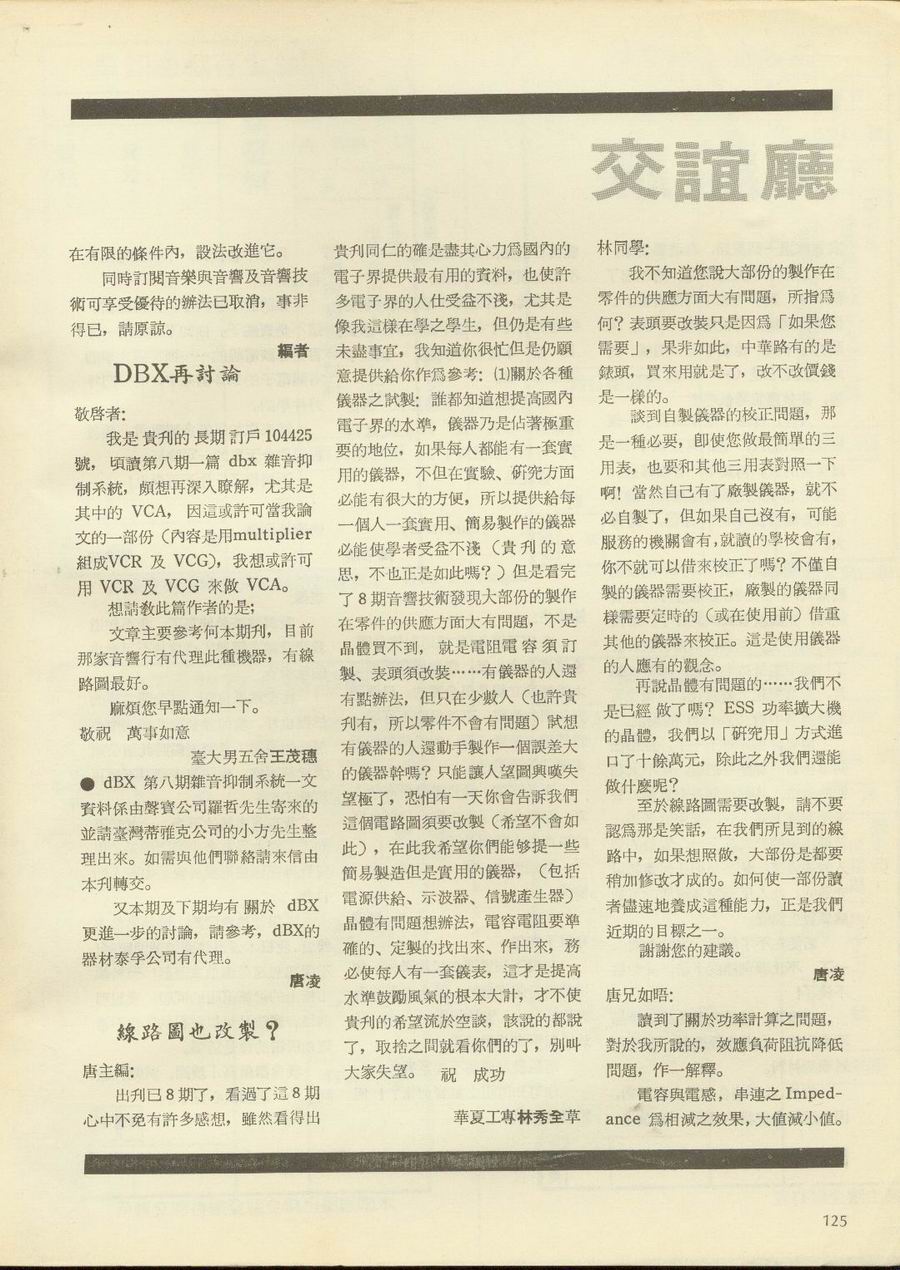 交誼廳
在有限的條件內，設法改進它。
同時訂閱音樂與音響及音響技
術可享受優待的辦法已取消，事非
得已，請原諒。
編者
DBX再討論
敬啓者：
我是 貴刋的 長期 訂戶 104425
號，頃讀第八期一篇 dbx 雜音抑
制系統，頗想再深入瞭解，尤其是
其中的 VCA， 因這或許可當我論
文的一部份（內容是用multiplier
組成VCR 及 VCG），我想或許可
用 VCR 及 VCG 來做 VCA。
想請敎此篇作者的是；
文章主要參考何本期刋，目前
那家音響行有代理此種機器，有線
路圖最好。
麻煩您早點通知一下。
敬祝 萬事如意
臺大男五舍王茂穗
● dBX 第八期雜音抑制系統一文
資料係由聲寶公司羅哲先生寄來的
並請臺灣蒂雅克公司的小方先生整
理出來。如需與他們聯絡請來信由
本刋轉交。
又本期及下期均有 關於 dBX
更進一步的討論，請參考，dBX的
器材泰孚公司有代理。
唐凌
線路圖也改製？
唐主編：
出刋已8期了，看過了這8期
心中不免有許多感想，雖然看得出
貴刋同仁的確是盡其心力爲國內的
電子界提供最有用的資料，也使許
多電子界的人仕受益不淺，尤其是
像我這樣在學之學生，但仍是有些
未盡事宜，我知道你很忙但是仍願
意提供給你作爲參考：⑴關於各種
儀器之試製：誰都知道想提高國內
電子界的水準，儀器乃是佔著極重
要的地位，如果每人都能有一套實
用的儀器，不但在實驗、硏究方面
必能有很大的方便，所以提供給每
一個人一套實用、簡易製作的儀器
必能使學者受益不淺（貴 刋 的 意
思，不也正是如此嗎？）但是看完
了8期音響技術發現大部份的製作
在零件的供應方面大有問題，不是
晶體買不到， 就是電阻電 容 須 訂
製、表頭須改裝……有儀器的人還
有點辦法，但只在少數人（也許貴
刋有，所以零件不會有問題）試想
有儀器的人還動手製作一個誤差大
的儀器幹嗎？只能讓人望圖興嘆失
望極了，恐怕有一天你會告訴我們
這個電路圖須要改製（希望不會如
此），在此我希望你們能够提一些
簡易製造但是實用的儀器，（包括
電源供給、示波器、信號產生器）
晶體有問題想辦法，電容電阻要準
確的、定製的找出來、作出來，務
必使每人有一套儀表，這才是提高
水準鼓勵風氣的根本大計，才不使
貴刋的希望流於空談，該說的都說
了，取捨之間就看你們的了，別叫
大家失望。 祝 成功
華夏工專林秀全草
林同學：
我不知道您說大部份的製作在
零件的供應方面大有問題，所指爲
何？表頭要改裝只是因爲「如果您
需要」，果非如此，中華路有的是
錶頭，買來用就是了，改不改價錢
是一樣的。
談到自製儀器的校正問題，那
是一種必要，卽使您做最簡單的三
用表，也要和其他三用表對照一下
啊！當然自己有了廠製儀器，就不
必自製了，但如果自己沒有，可能
服務的機關會有，就讀的學校會有，
你不就可以借來校正了嗎？不僅自
製的儀器需要校正，廠製的儀器同
樣需要定時的（或在使用前）借重
其他的儀器來校正。這是使用儀器
的人應有的觀念。
再說晶體有問題的……我們不
是已經 做了嗎？ ESS 功率擴大機
的晶體，我們以「硏究用」方式進
口了十餘萬元，除此之外我們還能
做什麼呢？
至於線路圖需要改製，請不要
認爲那是笑話，在我們所見到的線
路中，如果想照做，大部份是都要
稍加修改才成的。如何使一部份讀
者儘速地養成這種能力，正是我們
近期的目標之一。
謝謝您的建議。
唐凌
唐兄如晤：
讀到了關於功率計算之問題，
對於我所說的，效應負荷阻抗降低
問題，作一解釋。
電容與電感，串連之 Imped-
ance 爲相減之效果，大値減小値。
125